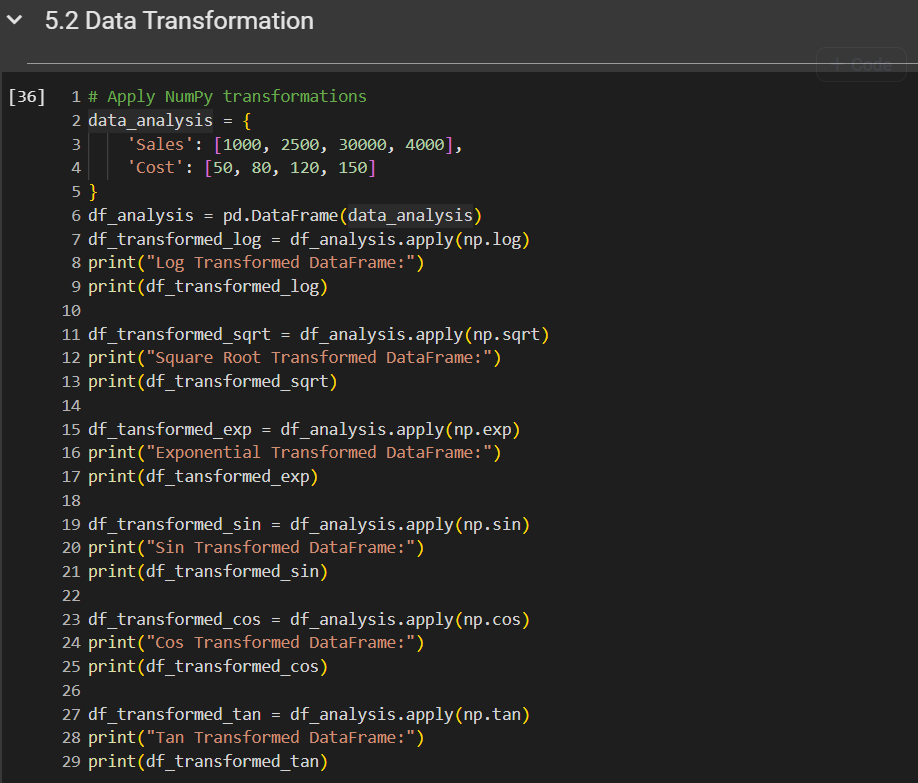 5.2 Data Transformation
+ Code
[36] 1 # Apply NumPy transformations
2 data_analysis = {
3     'Sales': [1000, 2500, 30000, 4000],
4     'Cost': [50, 80, 120, 150]
5 }
6 df_analysis = pd.DataFrame(data_analysis)
7 df_transformed_log = df_analysis.apply(np.log)
8 print("Log Transformed DataFrame:")
9 print(df_transformed_log)
10
11 df_transformed_sqrt = df_analysis.apply(np.sqrt)
12 print("Square Root Transformed DataFrame:")
13 print(df_transformed_sqrt)
14
15 df_tansformed_exp = df_analysis.apply(np.exp)
16 print("Exponential Transformed DataFrame:")
17 print(df_tansformed_exp)
18
19 df_transformed_sin = df_analysis.apply(np.sin)
20 print("Sin Transformed DataFrame:")
21 print(df_transformed_sin)
22
23 df_transformed_cos = df_analysis.apply(np.cos)
24 print("Cos Transformed DataFrame:")
25 print(df_transformed_cos)
26
27 df_transformed_tan = df_analysis.apply(np.tan)
28 print("Tan Transformed DataFrame:")
29 print(df_transformed_tan)